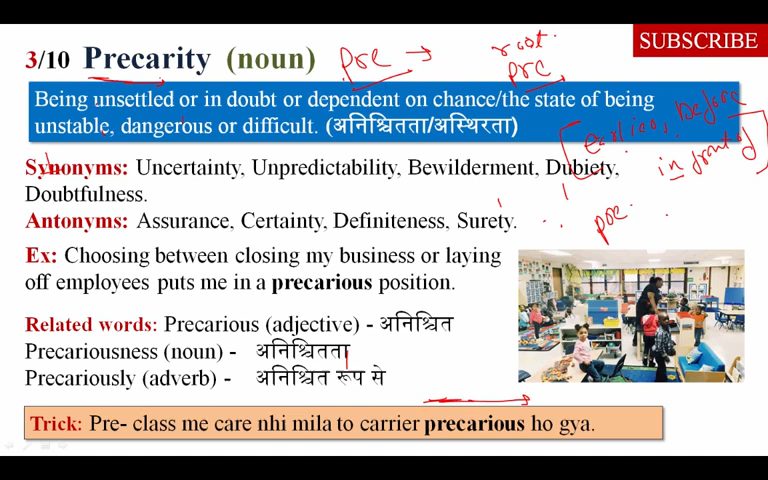 SUBSCRIBE
3/10 Precarity (noun)
pre →
root.
pre
Being unsettled or in doubt or dependent on chance/the state of being
unstable, dangerous or difficult. (अनिश्चितता/अस्थिरता)
earlier, Before
in front of
pre.
Synonyms: Uncertainty, Unpredictability, Bewilderment, Dubiety,
Doubtfulness.
Antonyms: Assurance, Certainty, Definiteness, Surety.
Ex: Choosing between closing my business or laying
off employees puts me in a precarious position.
Related words: Precarious (adjective) - अनिश्चित
Precariousness (noun) - अनिश्चितता
Precariously (adverb) - अनिश्चित रूप से
Trick: Pre- class me care nhi mila to carrier precarious ho gya.